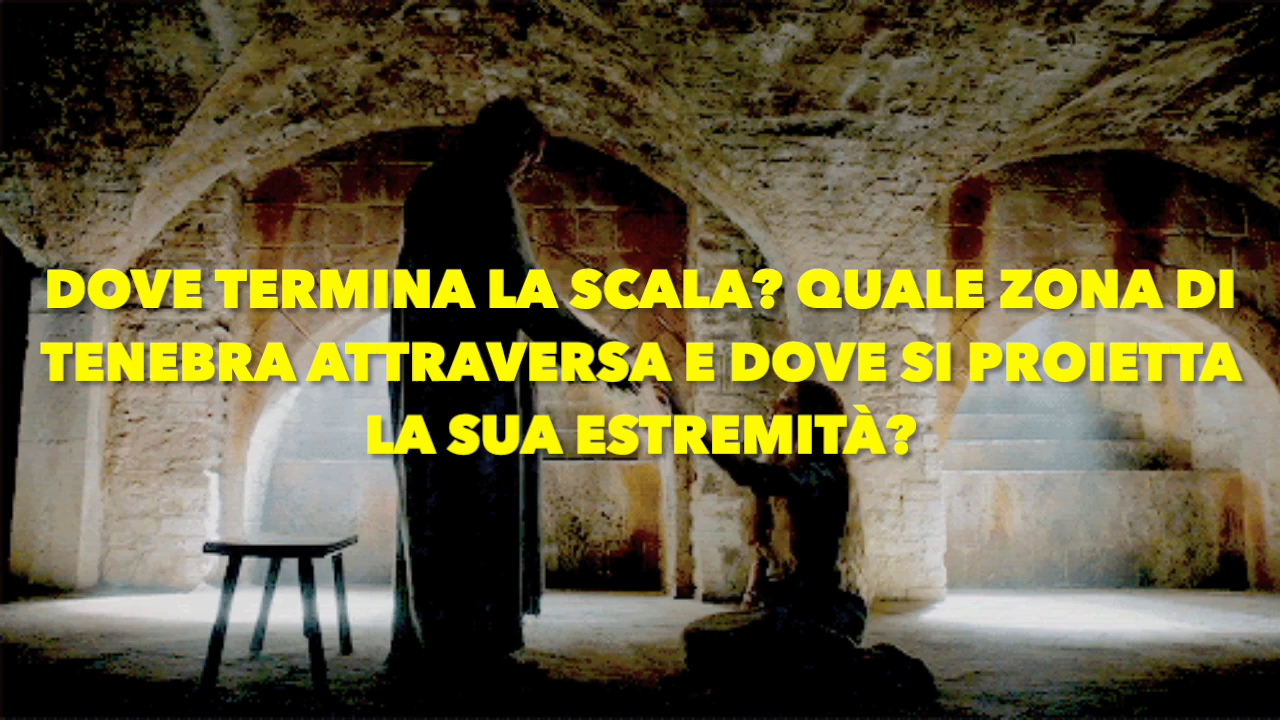 DOVE TERMINA LA SCALA? QUALE ZONA DI
TENEBRA ATTRAVERSA E DOVE SI PROIETTA
LA SUA ESTREMITÀ?